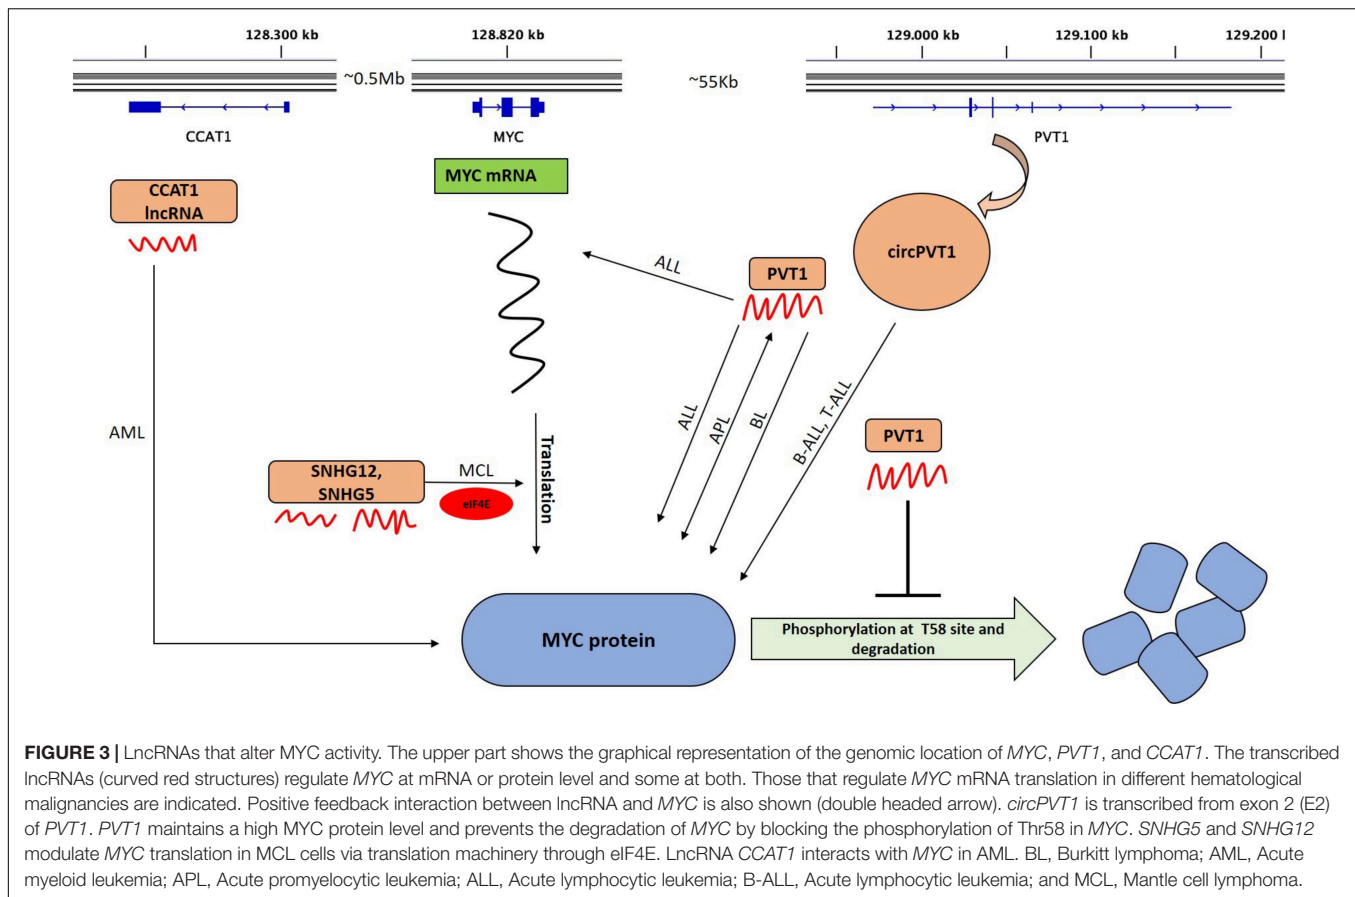 128.300 kb
128.820 kb
129.000 kb
129.100 kb
129.200 l
~0.5Mb
~55Kb
CCAT1
MYC
PVT1
CCAT1
lncRNA
MYC mRNA
circPVT1
PVT1
ALL
ALL
APL
BL
B-ALL, T-ALL
AML
SNHG12,
SNHG5
MCL
eIF4E
Translation
PVT1
MYC protein
Phosphorylation at T58 site and
degradation
FIGURE 3 | LncRNAs that alter MYC activity. The upper part shows the graphical representation of the genomic location of MYC, PVT1, and CCAT1. The transcribed
lncRNAs (curved red structures) regulate MYC at mRNA or protein level and some at both. Those that regulate MYC mRNA translation in different hematological
malignancies are indicated. Positive feedback interaction between lncRNA and MYC is also shown (double headed arrow). circPVT1 is transcribed from exon 2 (E2)
of PVT1. PVT1 maintains a high MYC protein level and prevents the degradation of MYC by blocking the phosphorylation of Thr58 in MYC. SNHG5 and SNHG12
modulate MYC translation in MCL cells via translation machinery through eIF4E. LncRNA CCAT1 interacts with MYC in AML. BL, Burkitt lymphoma; AML, Acute
myeloid leukemia; APL, Acute promyelocytic leukemia; ALL, Acute lymphocytic leukemia; B-ALL, Acute lymphocytic leukemia; and MCL, Mantle cell lymphoma.